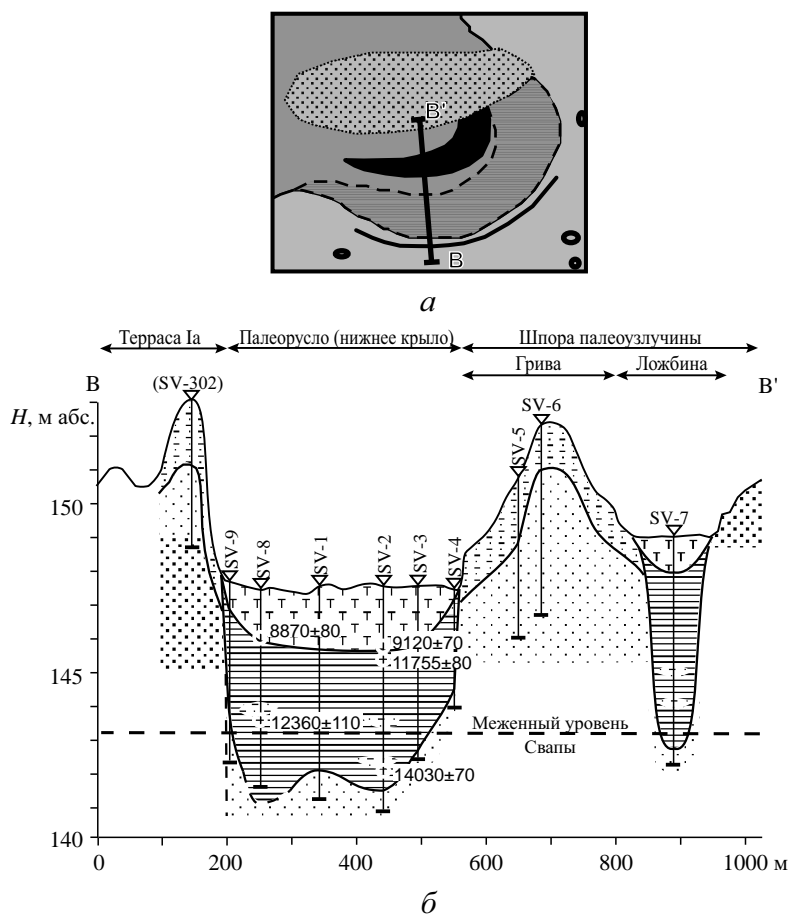 B'
B
а
Терраса Ia
Палеорусло (нижнее крыло)
Шпора палеоузлучины
Грива
Ложбина
B
(SV-302)
B'
H, м абс.
SV-9
SV-8
SV-1
SV-2
SV-3
SV-4
SV-5
SV-6
SV-7
150
145
140
8870±80
9120±70
11755±80
12360±110
14030±70
Меженный уровень
Свапы
0
200
400
600
800
1000 м
б